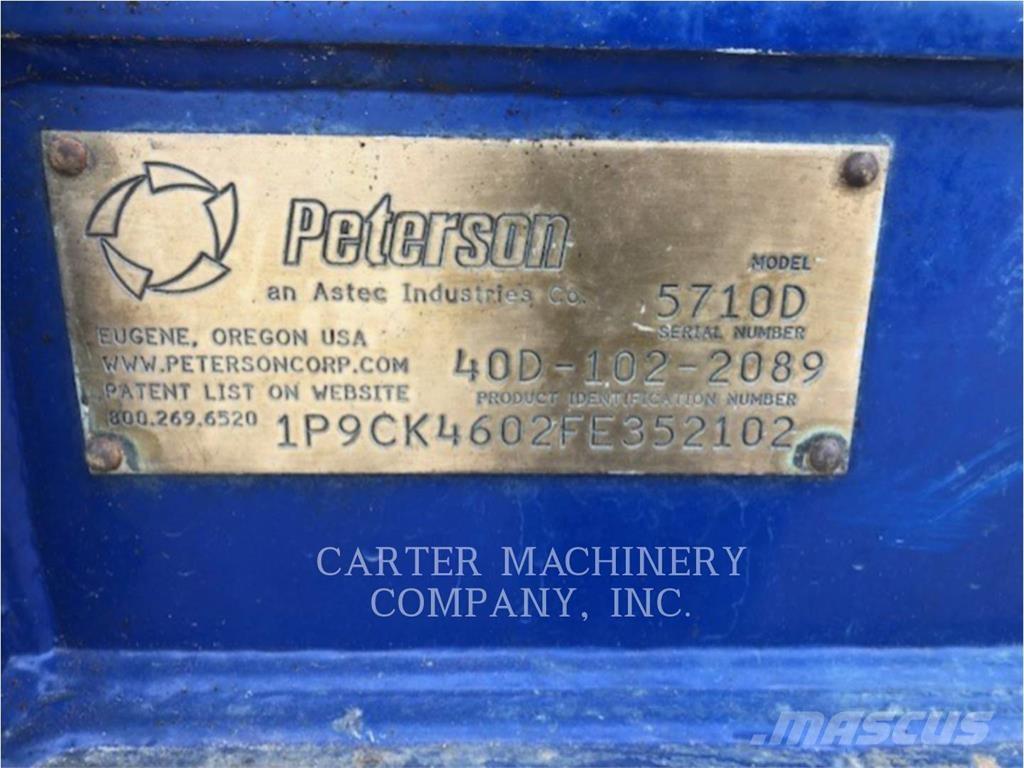 Peterson
an Astec Industries Co.
MODEL
5710D
EUGENE, OREGON USA
SERIAL NUMBER
WWW.PETERSONCORP.COM
40D-102-2089
PATENT LIST ON WEBSITE
PRODUCT IDENTIFICATION NUMBER
800.269.6520
1P9CK4602FE352102
CARTER MACHINERY
COMPANY, INC.
MASCUS